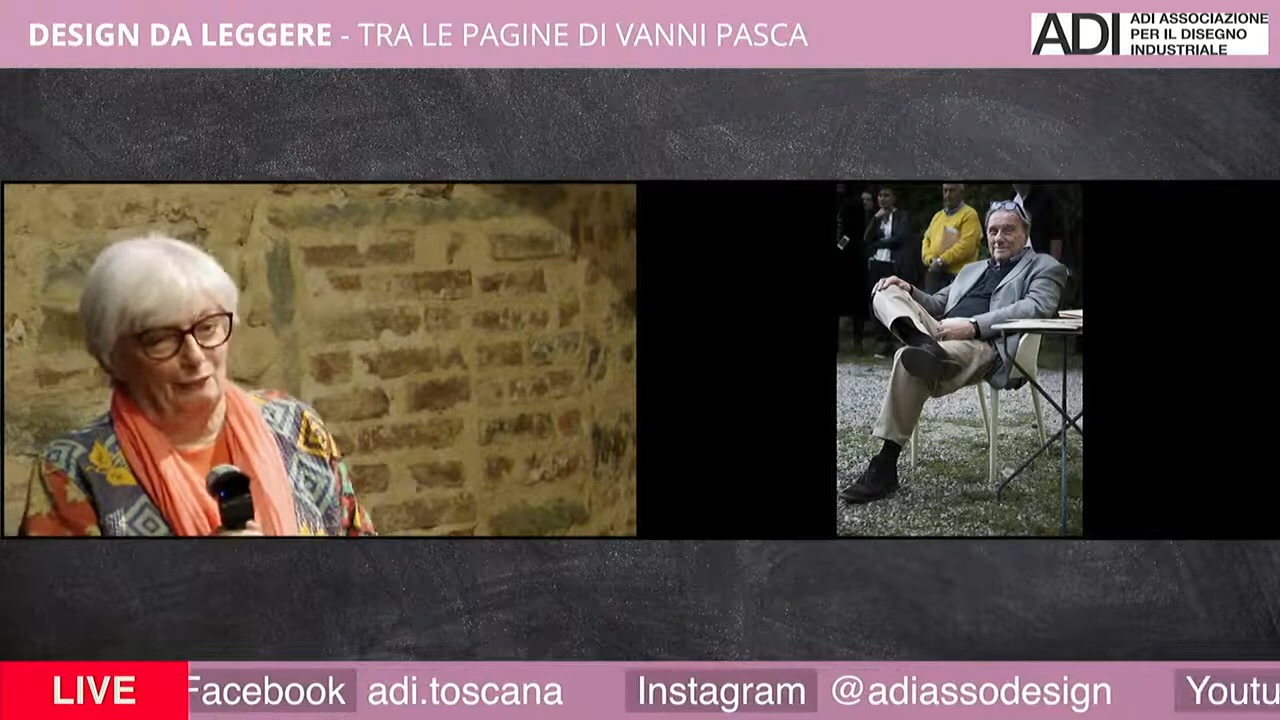 DESIGN DA LEGGERE - TRA LE PAGINE DI VANNI PASCA
ADI
ADI ASSOCIAZIONE
PER IL DISEGNO
INDUSTRIALE
LIVE
Facebook adi.toscana Instagram @adiassodesign Youtu